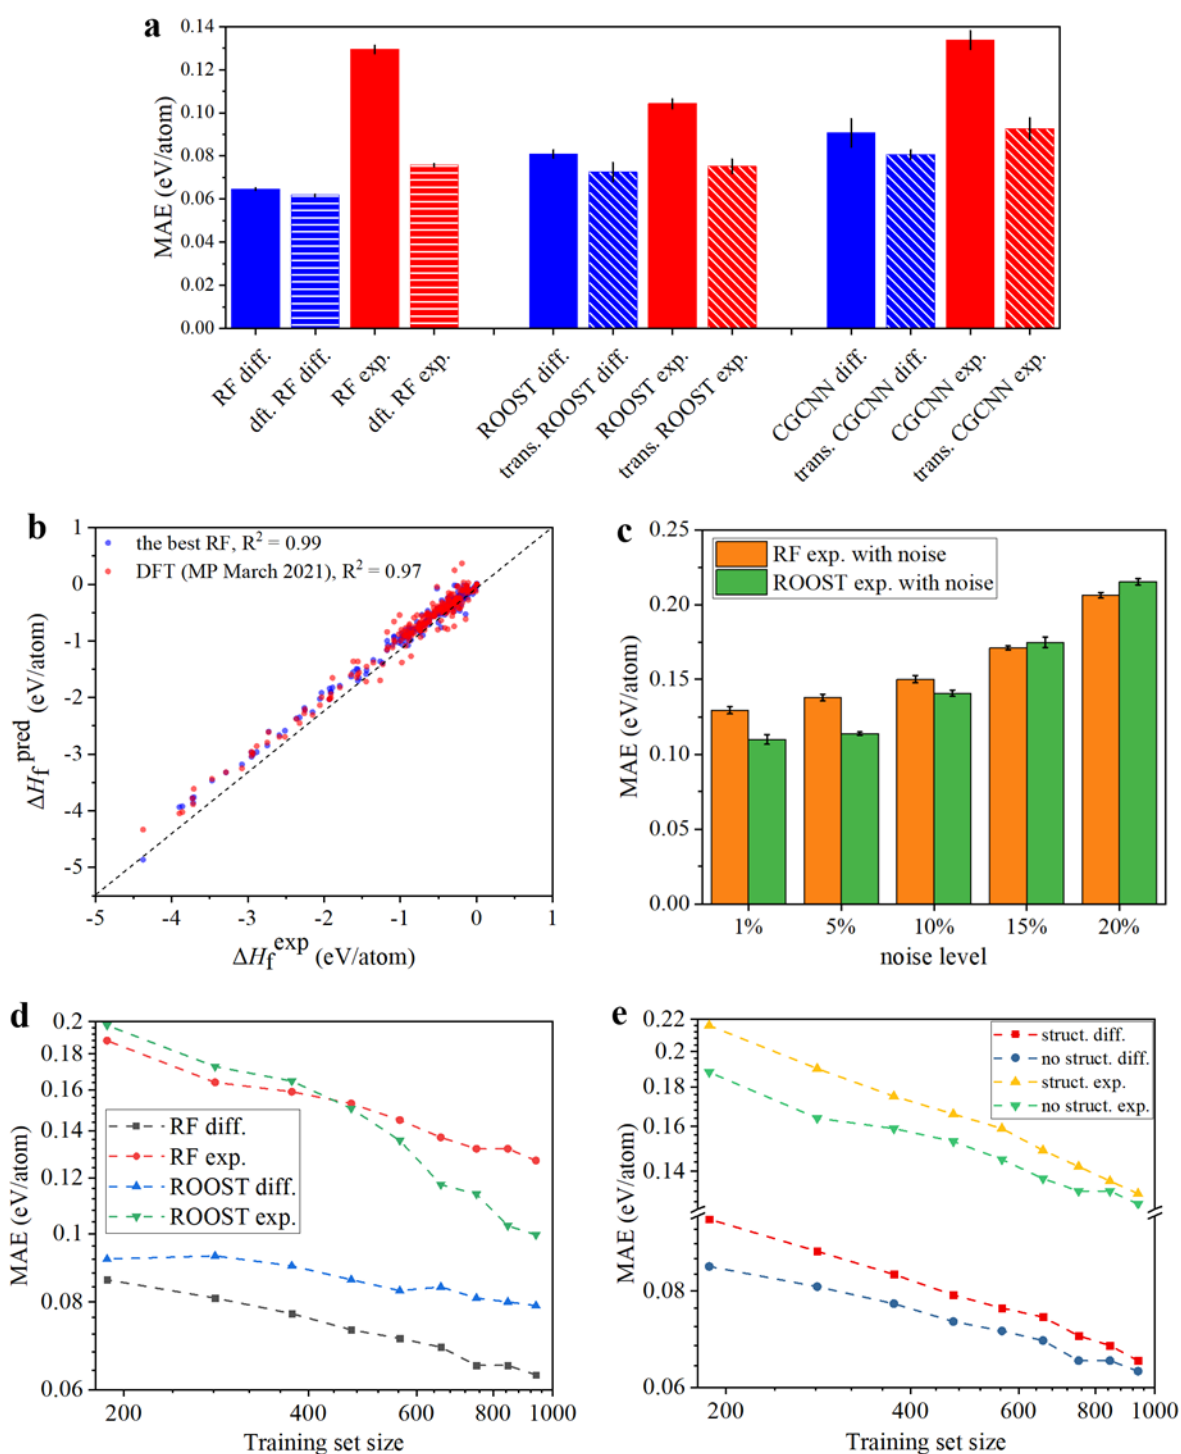 a
0.14
0.12
0.10
0.08
0.06
0.04
0.02
0.00
MAE (eV/atom)
RF diff.
dft. RF diff.
RF exp.
dft. RF exp.
ROOST diff.
trans. ROOST diff.
ROOST exp.
trans. ROOST exp.
CGCNN diff.
trans. CGCNN diff.
CGCNN exp.
trans. CGCNN exp.
b
the best RF, R² = 0.99
DFT (MP March 2021), R² = 0.97
1
0
-1
-2
-3
-4
-5
ΔH_f^pred (eV/atom)
-5 -4 -3 -2 -1 0 1
ΔH_f^exp (eV/atom)
c
RF exp. with noise
ROOST exp. with noise
0.25
0.20
0.15
0.10
0.05
0.00
MAE (eV/atom)
1% 5% 10% 15% 20%
noise level
d
0.2
0.18
0.16
0.14
0.12
0.1
0.08
0.06
MAE (eV/atom)
RF diff.
RF exp.
ROOST diff.
ROOST exp.
200 400 600 800 1000
Training set size
e
0.22
0.2
0.18
0.16
0.14
0.08
0.06
MAE (eV/atom)
struct. diff.
no struct. diff.
struct. exp.
no struct. exp.
200 400 600 800 1000
Training set size